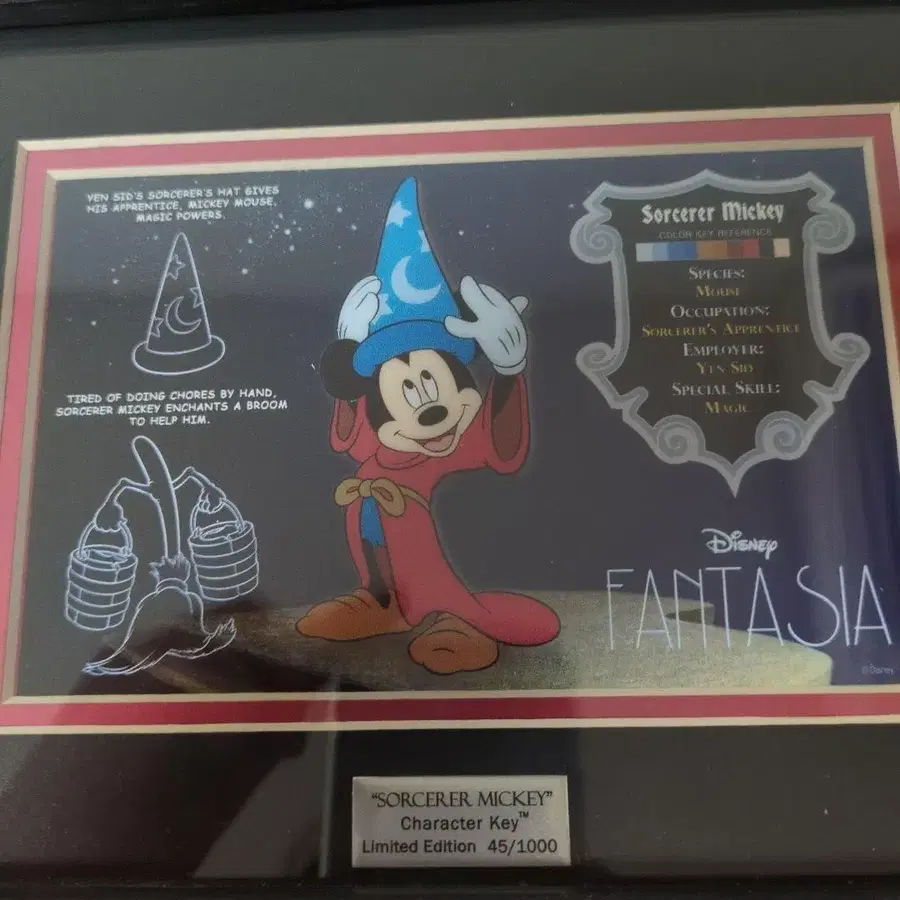 YEN SID'S SORCERER'S HAT GIVES
HIS APPRENTICE, MICKEY MOUSE,
MAGIC POWERS.
TIRED OF DOING CHORES BY HAND,
SORCERER MICKEY ENCHANTS A BROOM
TO HELP HIM.
Sorcerer Mickey
COLOR KEY REFERENCE
SPECIES:
MOUSE
OCCUPATION:
SORCERER'S APPRENTICE
EMPLOYER:
YEN SID
SPECIAL SKILL:
MAGIC
Disney
FANTASIA
©Disney
"SORCERER MICKEY"
Character Key™
Limited Edition 45/1000